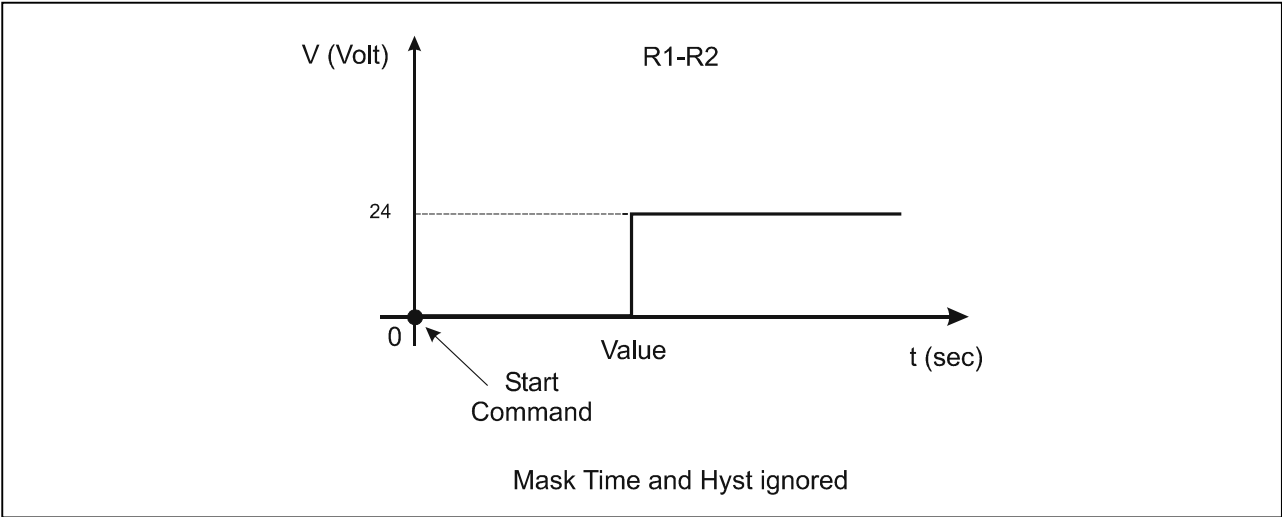 V (Volt)
R1-R2
24
0
Value
t (sec)
Start
Command
Mask Time and Hyst ignored